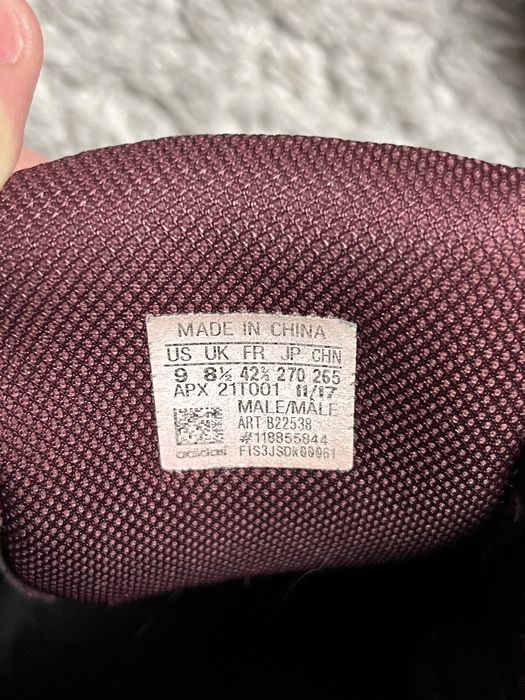 MADE IN CHINA
US UK FR JP CHN
9 8½ 42⅔ 270 265
APX 21T001 11/17
MALE/MALE
ART B22538
#118855844
adidas F1S3JSDK00961